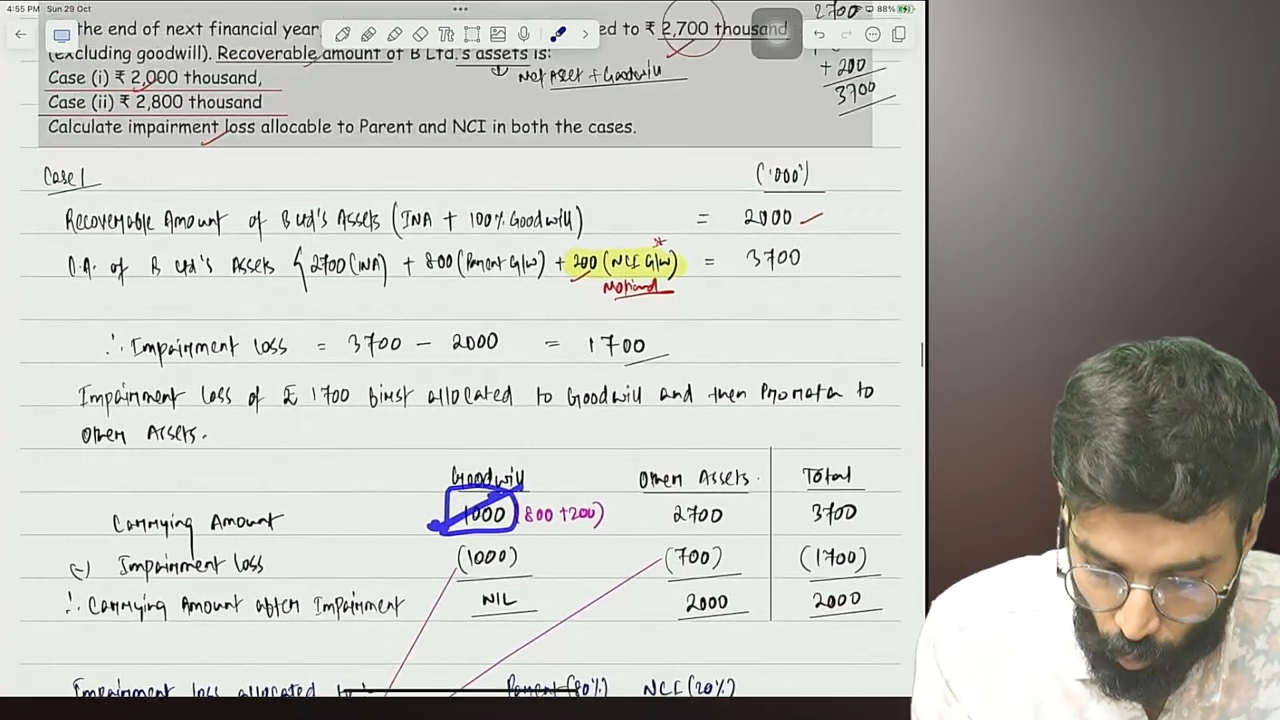 4:55 PM Sun 29 Oct
88%
the end of next financial year, ed to ₹ 2,700 thousand
(excluding goodwill). Recoverable amount of B Ltd.'s assets is:
Net Asset + Goodwill
Case (i) ₹ 2,000 thousand,
Case (ii) ₹ 2,800 thousand
Calculate impairment loss allocable to Parent and NCI in both the cases.
2700
+ 200
3700
Case 1
('000')
Recoverable Amount of B Ltd's Assets (INA + 100% Goodwill) = 2000
C.A. of B Ltd's Assets { 2700 (INA) + 800 (Parent G/w) + 200 (NCI G/w) = 3700
Notional
∴ Impairment loss = 3700 - 2000 = 1700
Impairment loss of ₹ 1700 first allocated to Goodwill and then Prorata to
Other Assets.
Goodwill Other Assets. Total
Carrying Amount 1000 (800 + 200) 2700 3700
(-) Impairment loss (1000) (700) (1700)
∴ Carrying Amount after Impairment NIL 2000 2000
Impairment loss allocated to Parent (80%) NCI (20%)